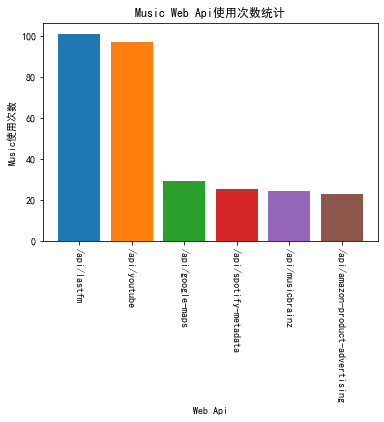 Music Web Api使用次数统计
Music使用次数
100
80
60
40
20
0
/api/lastfm
/api/youtube
/api/google-maps
/api/spotify-metadata
/api/musicbrainz
/api/amazon-product-advertising
Web Api